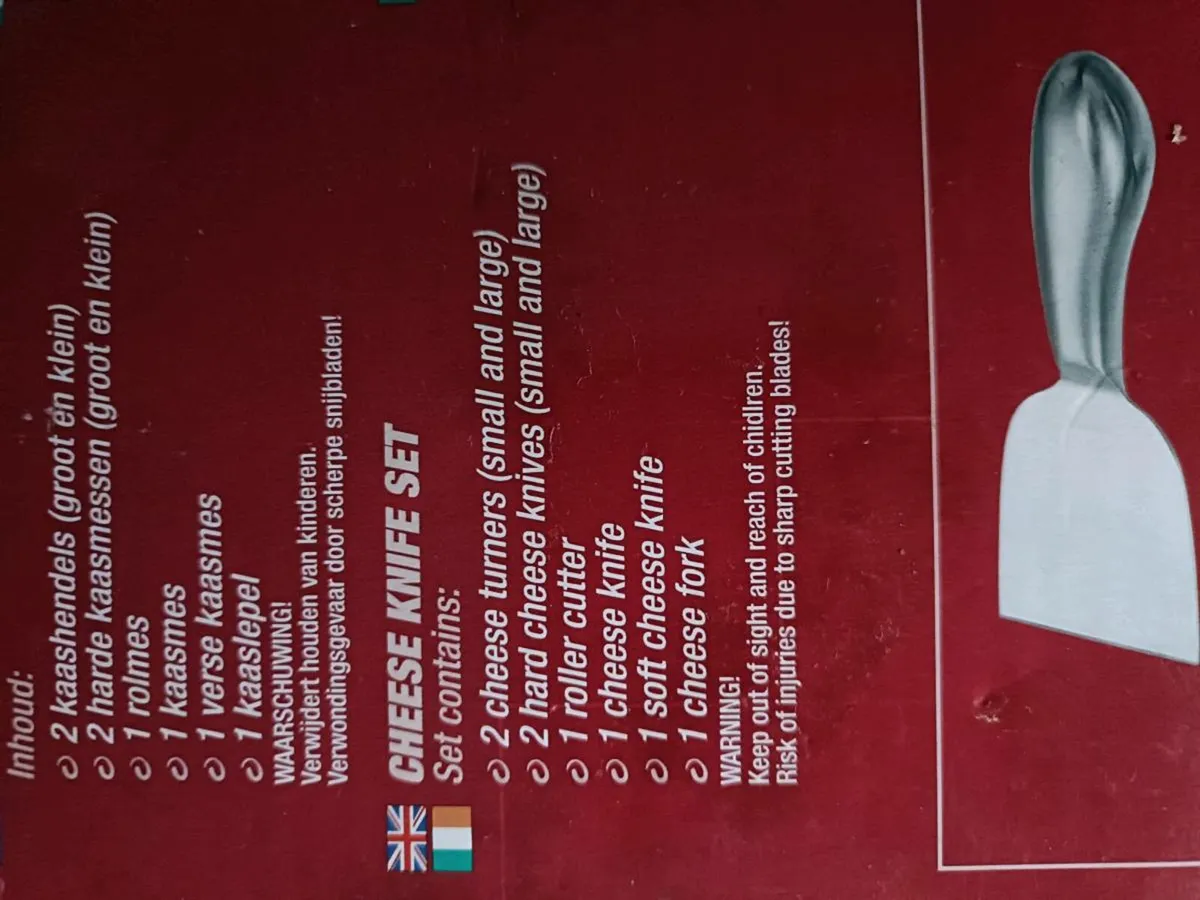 Inhoud:
2 kaashendels (groot en klein)
2 harde kaasmessen (groot en klein)
1 rolmes
1 kaasmes
1 verse kaasmes
1 kaaslepel
WAARSCHUWING!
Verwijdert houden van kinderen.
Verwondingsgevaar door scherpe snijbladen!
CHEESE KNIFE SET
Set contains:
2 cheese turners (small and large)
2 hard cheese knives (small and large)
1 roller cutter
1 cheese knife
1 soft cheese knife
1 cheese fork
WARNING!
Keep out of sight and reach of chidlren.
Risk of injuries due to sharp cutting blades!